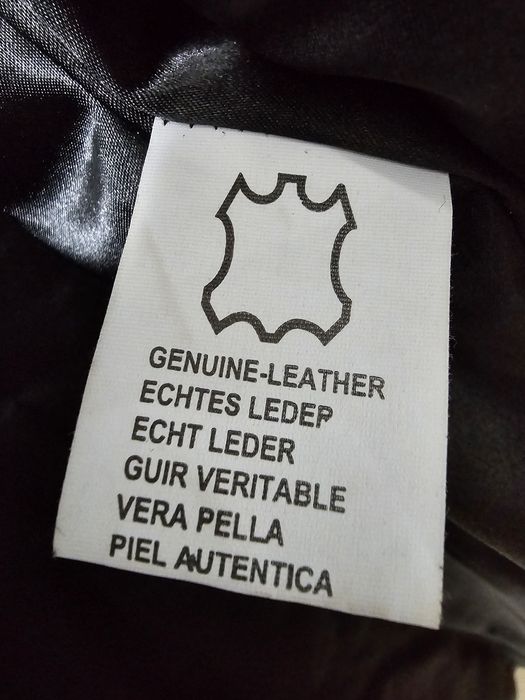 GENUINE-LEATHER
ECHTES LEDEP
ECHT LEDER
GUIR VERITABLE
VERA PELLA
PIEL AUTENTICA